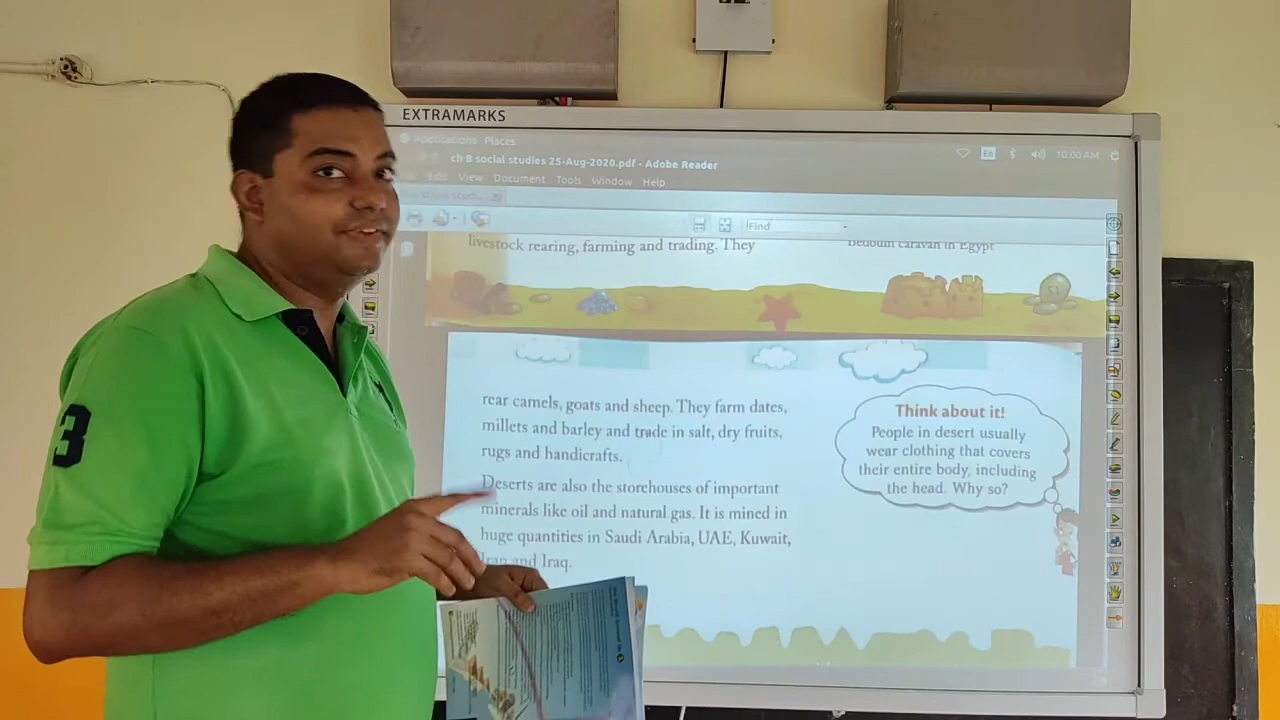 EXTRAMARKS
Applications Places
ch 8 social studies 25-Aug-2020.pdf - Adobe Reader
En
10:00 AM
Edit View Document Tools Window Help
Find
livestock rearing, farming and trading. They
bedouin caravan in Egypt
rear camels, goats and sheep. They farm dates,
millets and barley and trade in salt, dry fruits,
rugs and handicrafts.
Deserts are also the storehouses of important
minerals like oil and natural gas. It is mined in
huge quantities in Saudi Arabia, UAE, Kuwait,
Iran and Iraq.
Think about it!
People in desert usually
wear clothing that covers
their entire body, including
the head. Why so?
3